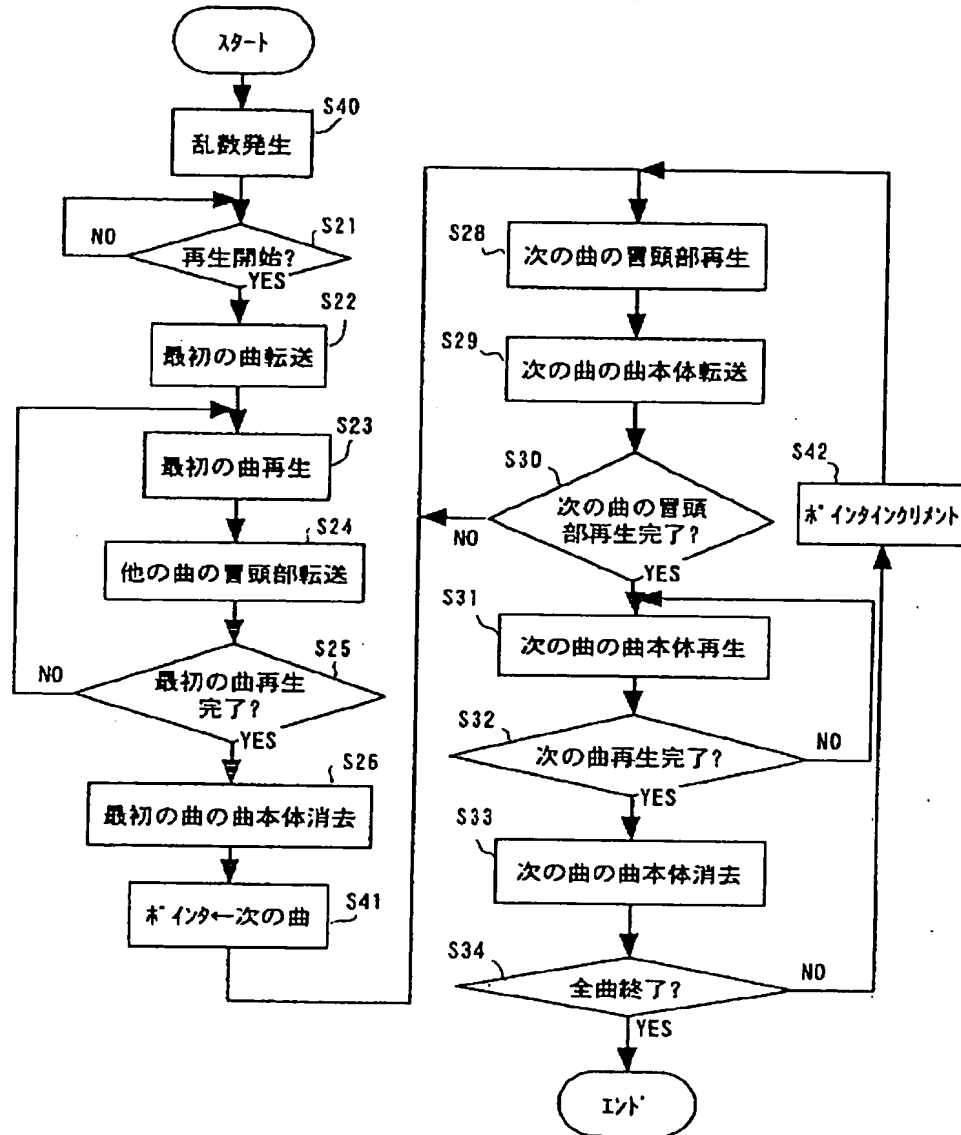 スタート
S40
乱数発生
S21
再生開始?
NO
YES
S22
最初の曲転送
S23
最初の曲再生
S24
他の曲の冒頭部転送
S25
最初の曲再生
完了?
NO
YES
S26
最初の曲の曲本体消去
S41
ポインタ←次の曲
S28
次の曲の冒頭部再生
S29
次の曲の曲本体転送
S30
次の曲の冒頭
部再生完了?
NO
YES
S42
ポインタインクリメント
S31
次の曲の曲本体再生
S32
次の曲再生完了?
NO
YES
S33
次の曲の曲本体消去
S34
全曲終了?
NO
YES
エンド